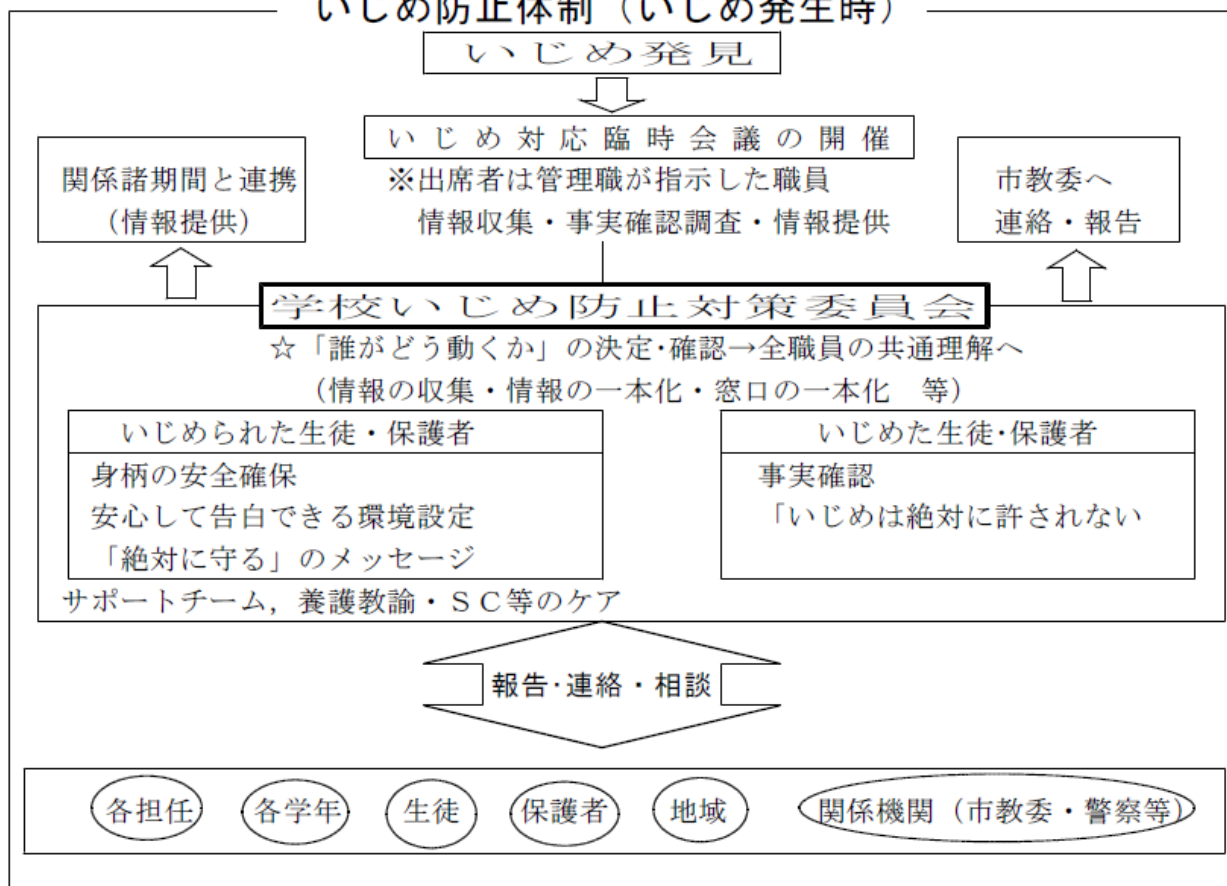 いじめ防止体制（いじめ発生時）
いじめ発見
いじめ対応臨時会議の開催
※出席者は管理職が指示した職員
情報収集・事実確認調査・情報提供
関係諸期間と連携
（情報提供）
市教委へ
連絡・報告
学校いじめ防止対策委員会
☆「誰がどう動くか」の決定・確認→全職員の共通理解へ
（情報の収集・情報の一本化・窓口の一本化　等）
いじめられた生徒・保護者
身柄の安全確保
安心して告白できる環境設定
「絶対に守る」のメッセージ
いじめた生徒・保護者
事実確認
「いじめは絶対に許されない
サポートチーム，養護教諭・ＳＣ等のケア
報告・連絡・相談
各担任
各学年
生徒
保護者
地域
関係機関（市教委・警察等）